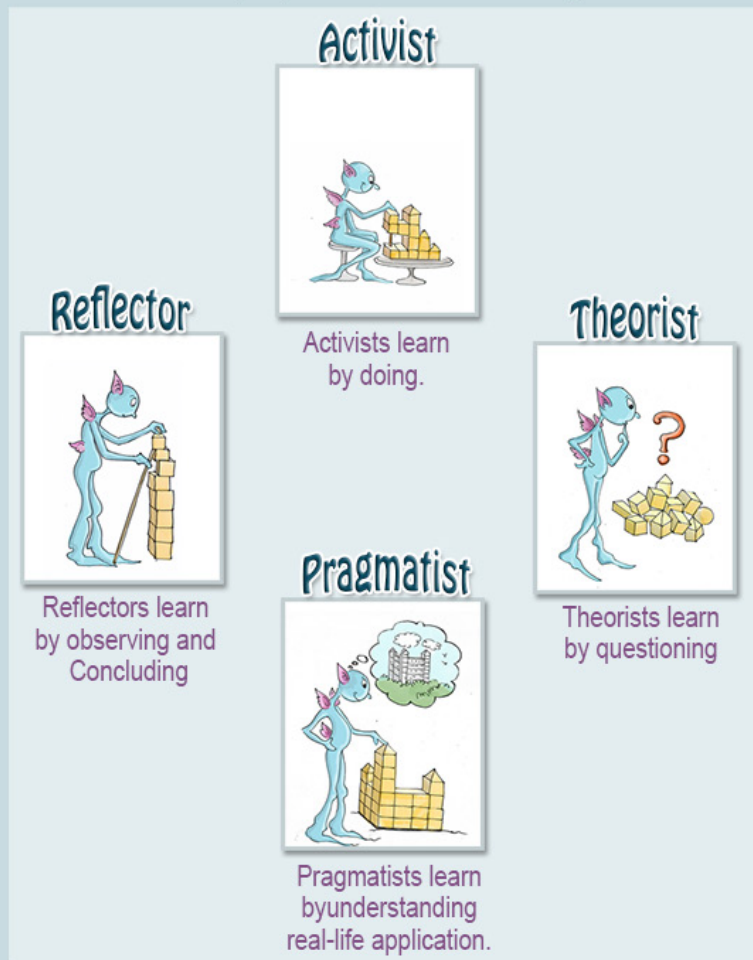 Activist
Activists learn
by doing.
Reflector
Reflectors learn
by observing and
Concluding
Theorist
?
Theorists learn
by questioning
Pragmatist
Pragmatists learn
byunderstanding
real-life application.